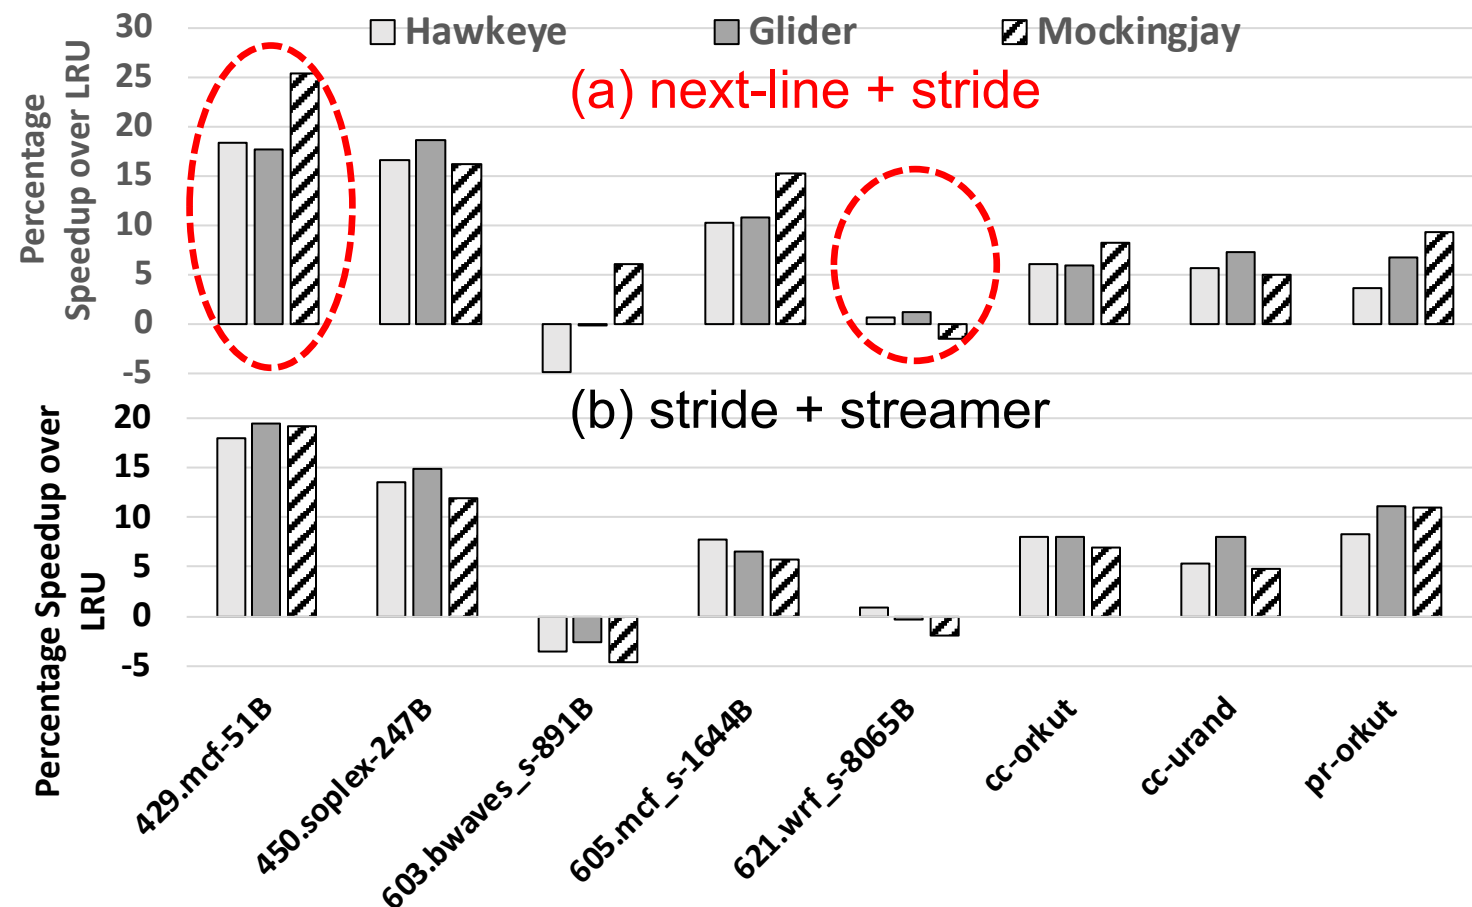 Hawkeye Glider Mockingjay
(a) next-line + stride
Percentage
Speedup over LRU
30
25
20
15
10
5
0
-5
(b) stride + streamer
Percentage Speedup over
LRU
20
15
10
5
0
-5
429.mcf-51B
450.soplex-247B
603.bwaves_s-891B
605.mcf_s-1644B
621.wrf_s-8065B
cc-orkut
cc-urand
pr-orkut